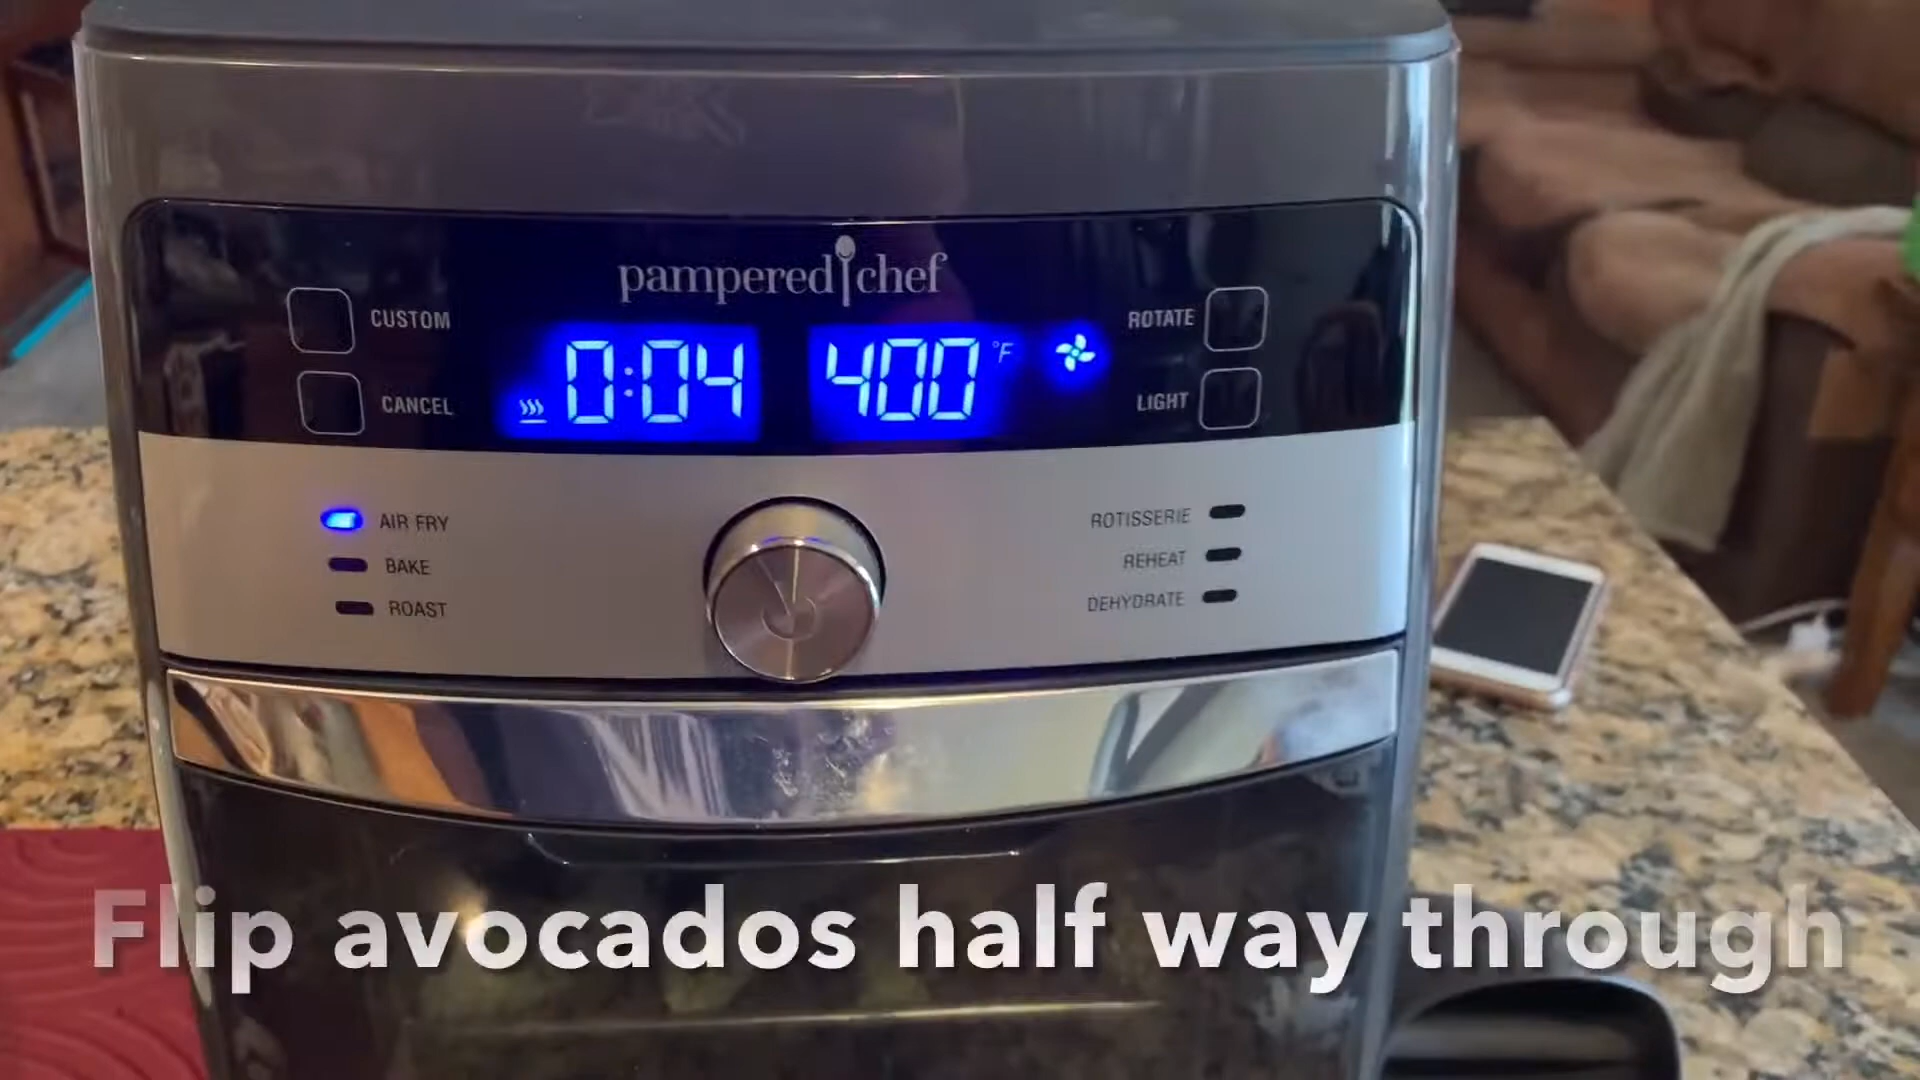 pampered chef
CUSTOM
ROTATE
0:04 400 °F
CANCEL
LIGHT
AIR FRY
ROTISSERIE
BAKE
REHEAT
ROAST
DEHYDRATE
Flip avocados half way through